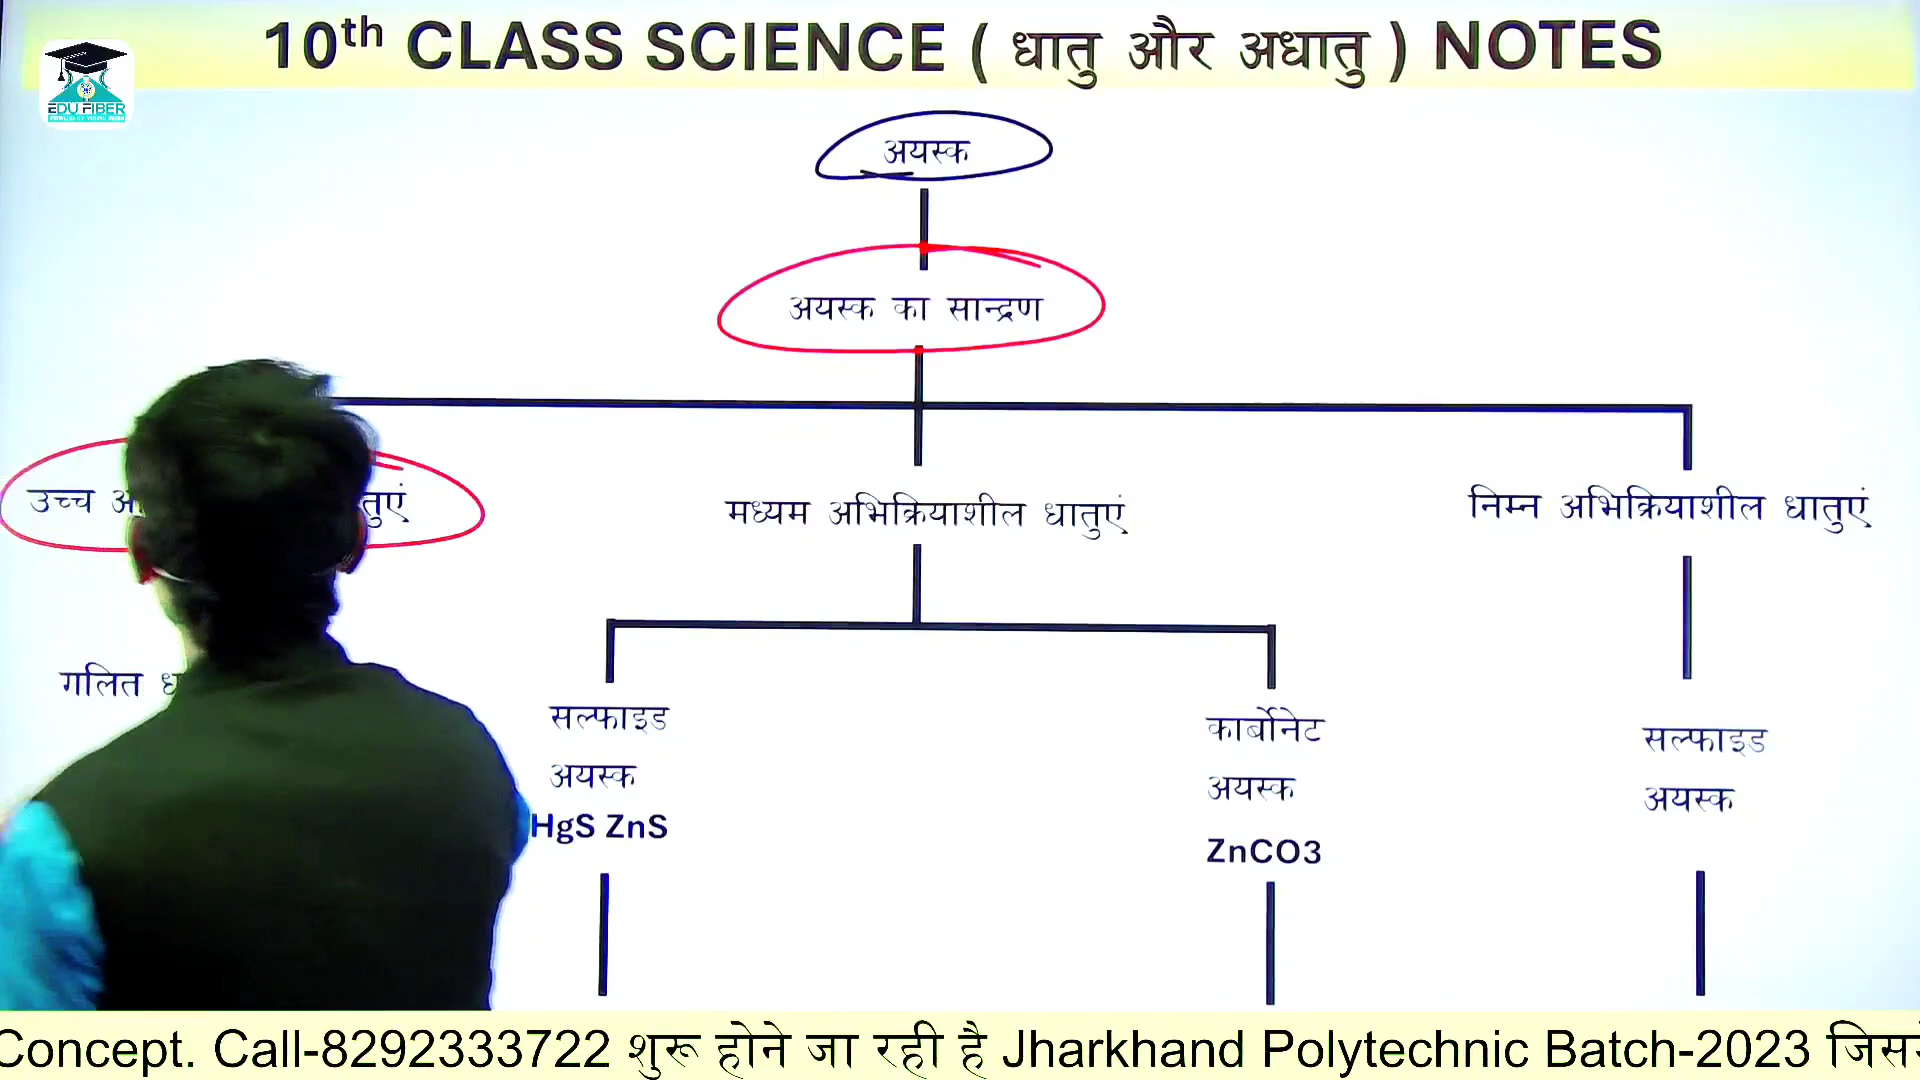 10th CLASS SCIENCE ( धातु और अधातु ) NOTES
EDU FIBER
अयस्क
अयस्क का सान्द्रण
उच्च
मध्यम अभिक्रियाशील धातुएं
निम्न अभिक्रियाशील धातुएं
गलित
सल्फाइड
अयस्क
HgS ZnS
कार्बोनेट
अयस्क
ZnCO3
सल्फाइड
अयस्क
Concept. Call-8292333722 शुरू होने जा रही है Jharkhand Polytechnic Batch-2023